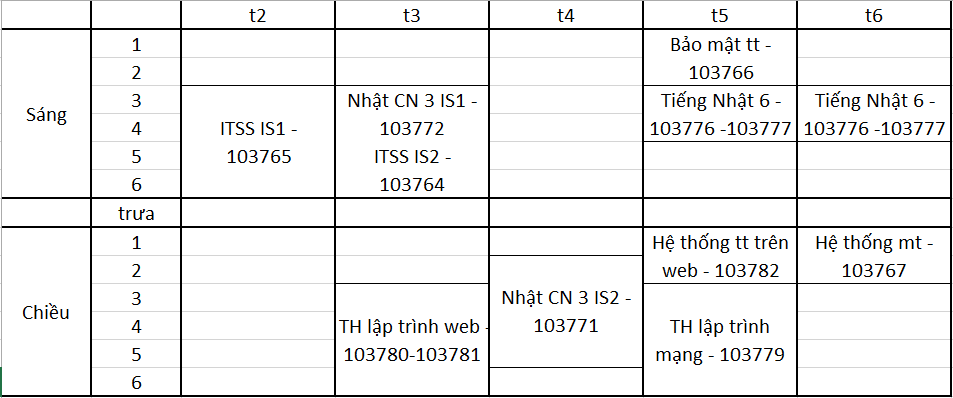 t2 t3 t4 t5 t6
Sáng
1
2
3
4
5
6
Bảo mật tt -
103766
ITSS IS1 -
103765
Nhật CN 3 IS1 -
103772
ITSS IS2 -
103764
Tiếng Nhật 6 -
103776 -103777
Tiếng Nhật 6 -
103776 -103777
trưa
Chiều
1
2
3
4
5
6
TH lập trình web -
103780-103781
Nhật CN 3 IS2 -
103771
Hệ thống tt trên
web - 103782
TH lập trình
mạng - 103779
Hệ thống mt -
103767